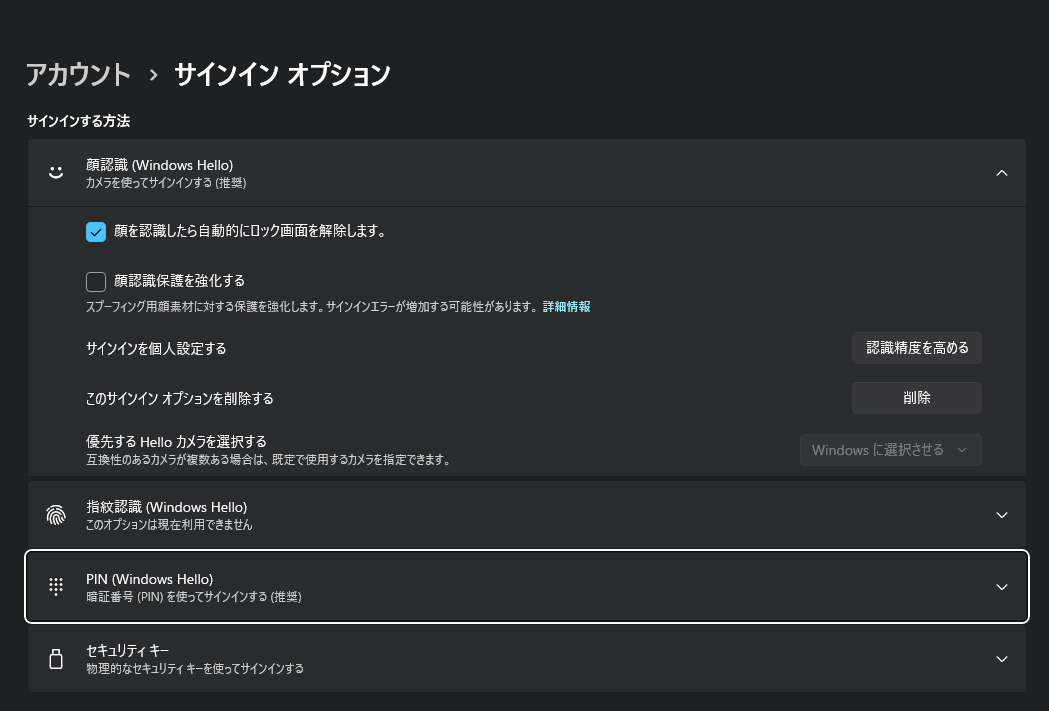 アカウント › サインイン オプション
サインインする方法
顔認識 (Windows Hello)
カメラを使ってサインインする (推奨)
顔を認識したら自動的にロック画面を解除します。
顔認識保護を強化する
スプーフィング用顔素材に対する保護を強化します。サインインエラーが増加する可能性があります。 詳細情報
サインインを個人設定する
認識精度を高める
このサインイン オプションを削除する
削除
優先する Hello カメラを選択する
互換性のあるカメラが複数ある場合は、既定で使用するカメラを指定できます。
Windows に選択させる
指紋認識 (Windows Hello)
このオプションは現在利用できません
PIN (Windows Hello)
暗証番号 (PIN) を使ってサインインする (推奨)
セキュリティ キー
物理的なセキュリティ キーを使ってサインインする